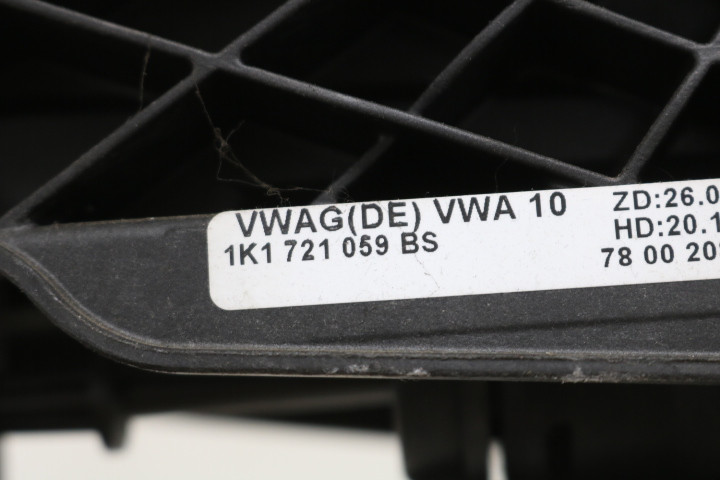 VWAG(DE) VWA 10
1K1 721 059 BS
ZD:26.0
HD:20.1
78 00 20